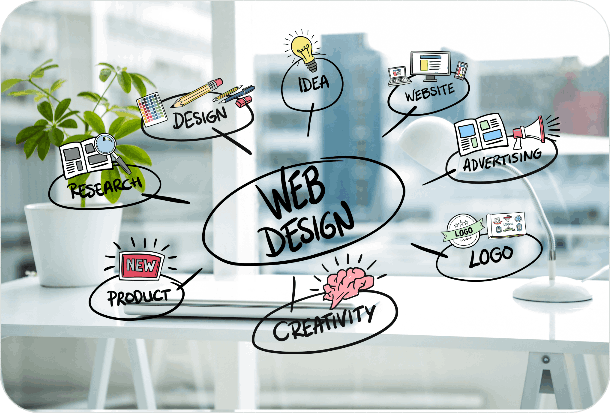 IDEA
WEBSITE
DESIGN
ADVERTISING
RESEARCH
WEB
DESIGN
LOGO
LOGO
NEW
PRODUCT
CREATIVITY